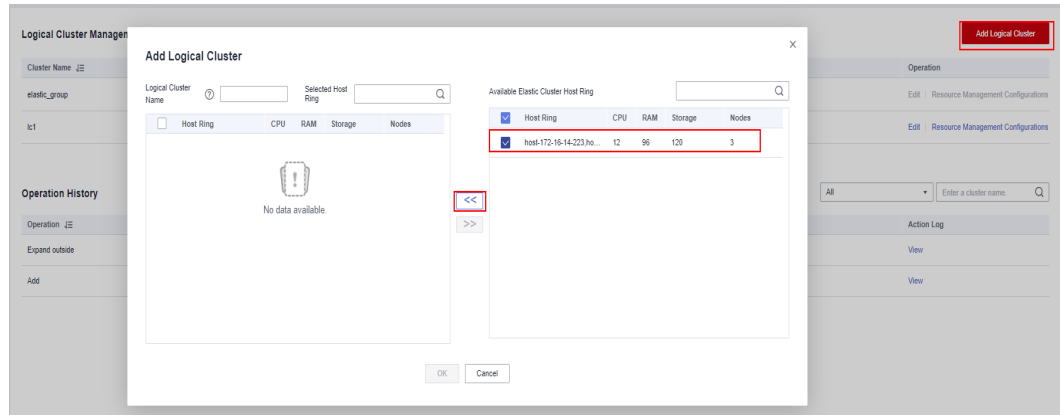 Logical Cluster Managen
Add Logical Cluster
Cluster Name
Operation
elastic_group
Edit | Resource Management Configurations
lc1
Edit | Resource Management Configurations
Operation History
All
Enter a cluster name.
Operation
Action Log
Expand outside
View
Add
View
Add Logical Cluster
X
Logical Cluster Name
?
Selected Host Ring
Host Ring CPU RAM Storage Nodes
No data available.
<<
>>
Available Elastic Cluster Host Ring
Host Ring CPU RAM Storage Nodes
host-172-16-14-223,ho... 12 96 120 3
OK
Cancel